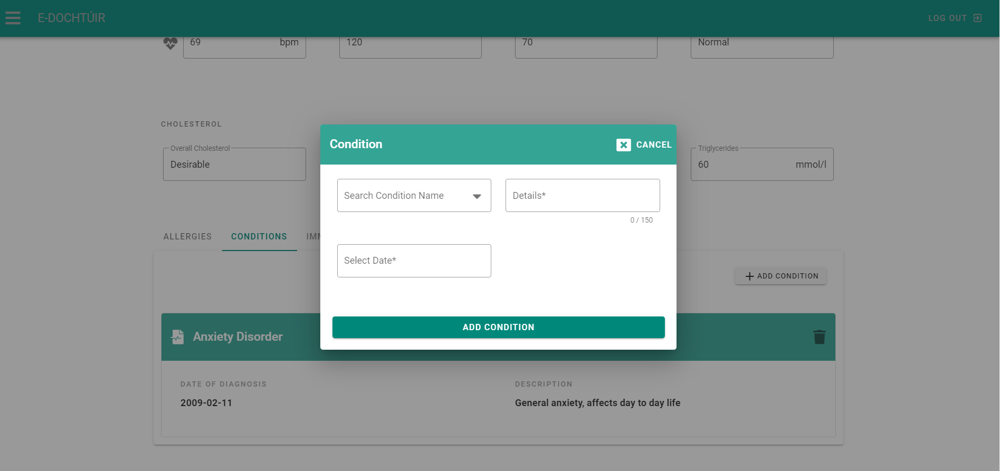 E-DOCHTÚIR
LOG OUT
69 bpm
120
70
Normal
CHOLESTEROL
Overall Cholesterol
Desirable
Triglycerides
60 mmol/l
Condition
CANCEL
Search Condition Name
Details*
0 / 150
Select Date*
ADD CONDITION
ALLERGIES
CONDITIONS
ADD CONDITION
Anxiety Disorder
DATE OF DIAGNOSIS
DESCRIPTION
2009-02-11
General anxiety, affects day to day life